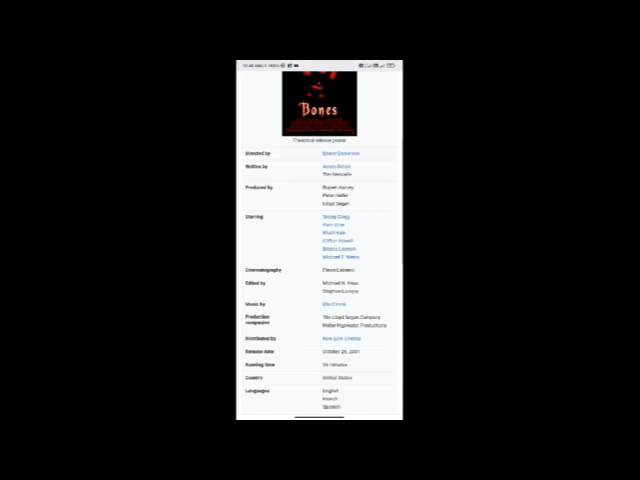 Bones
Theatrical release poster
Directed by
Ernest Dickerson
Written by
Adam Simon
Tim Metcalfe
Produced by
Rupert Harvey
Peter Heller
Lloyd Segan
Starring
Snoop Dogg
Pam Grier
Khalil Kain
Clifton Powell
Bianca Lawson
Michael T. Weiss
Cinematography
Flavio Labiano
Edited by
Michael N. Knue
Stephen Lovejoy
Music by
Elia Cmiral
Production
companies
The Lloyd Segan Company
Heller Highwater Productions
Distributed by
New Line Cinema
Release date
October 26, 2001
Running time
minutes
Country
United States
Languages
English
French
Spanish